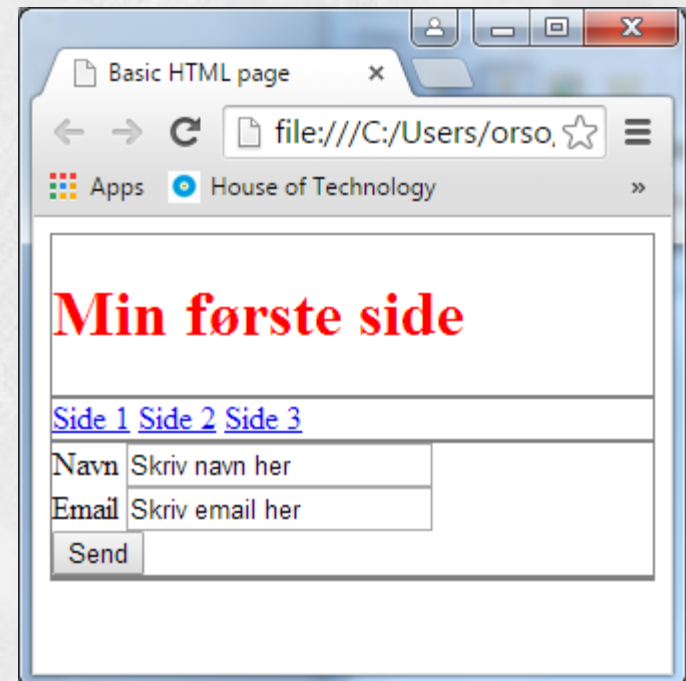 Basic HTML page
file:///C:/Users/orso,
Apps House of Technology »
Min første side
Side 1 Side 2 Side 3
Navn Skriv navn her
Email Skriv email her
Send